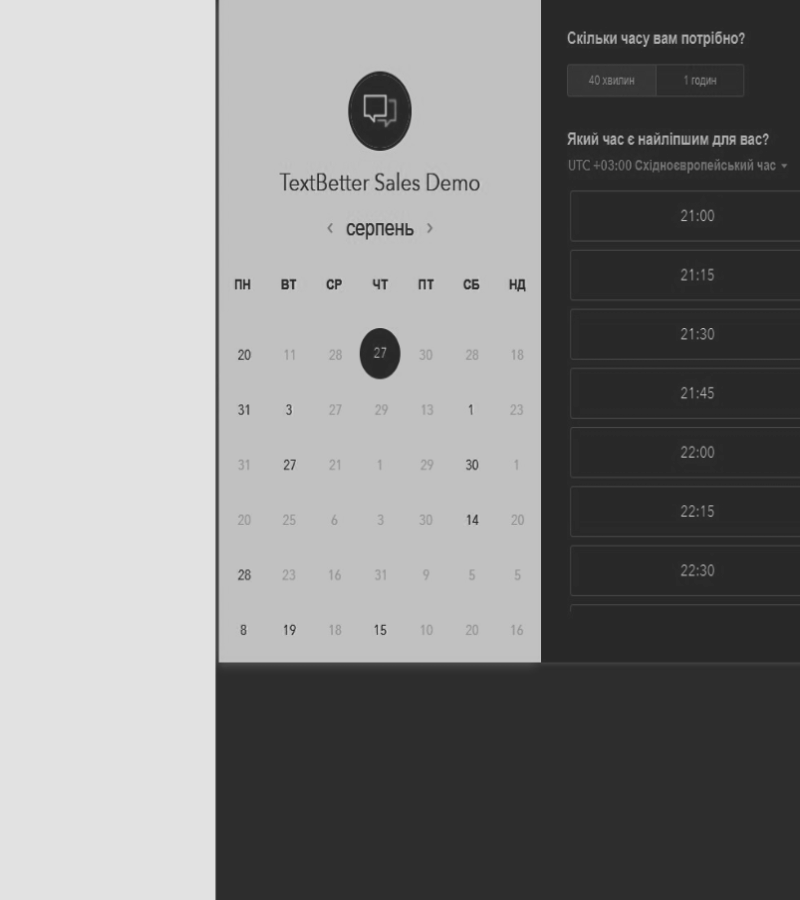 TextBetter Sales Demo
‹ серпень ›
ПН ВТ СР ЧТ ПТ СБ НД
20 11 28 27 30 28 18
31 3 27 29 13 1 23
31 27 21 1 29 30 1
20 25 6 3 30 14 20
28 23 16 31 9 5 5
8 19 18 15 10 20 16
Скільки часу вам потрібно?
40 хвилин 1 годин
Який час є найліпшим для вас?
UTC +03:00 Східноєвропейський час
21:00
21:15
21:30
21:45
22:00
22:15
22:30